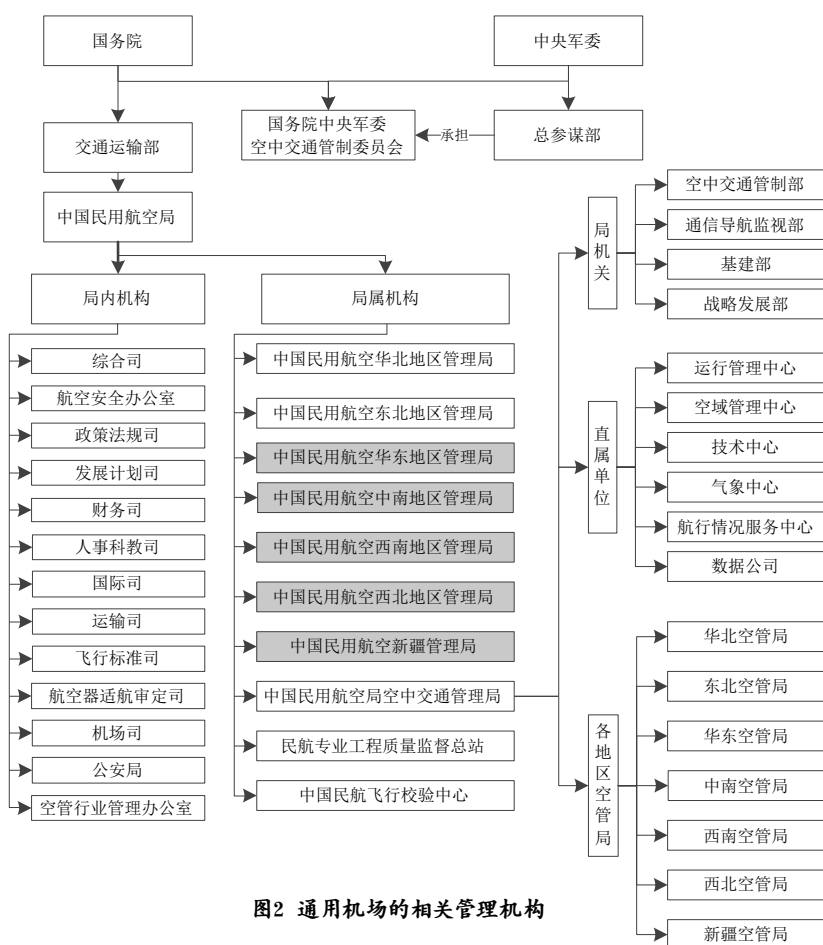 国务院
中央军委
国务院中央军委
空中交通管制委员会
承担
总参谋部
交通运输部
中国民用航空局
局内机构
局属机构
综合司
航空安全办公室
政策法规司
发展计划司
财务司
人事科教司
国际司
运输司
飞行标准司
航空器适航审定司
机场司
公安局
空管行业管理办公室
中国民用航空华北地区管理局
中国民用航空东北地区管理局
中国民用航空华东地区管理局
中国民用航空中南地区管理局
中国民用航空西南地区管理局
中国民用航空西北地区管理局
中国民用航空新疆管理局
中国民用航空局空中交通管理局
民航专业工程质量监督总站
中国民航飞行校验中心
局机关
空中交通管制部
通信导航监视部
基建部
战略发展部
直属单位
运行管理中心
空域管理中心
技术中心
气象中心
航行情况服务中心
数据公司
各地区空管局
华北空管局
东北空管局
华东空管局
中南空管局
西南空管局
西北空管局
新疆空管局
图2 通用机场的相关管理机构